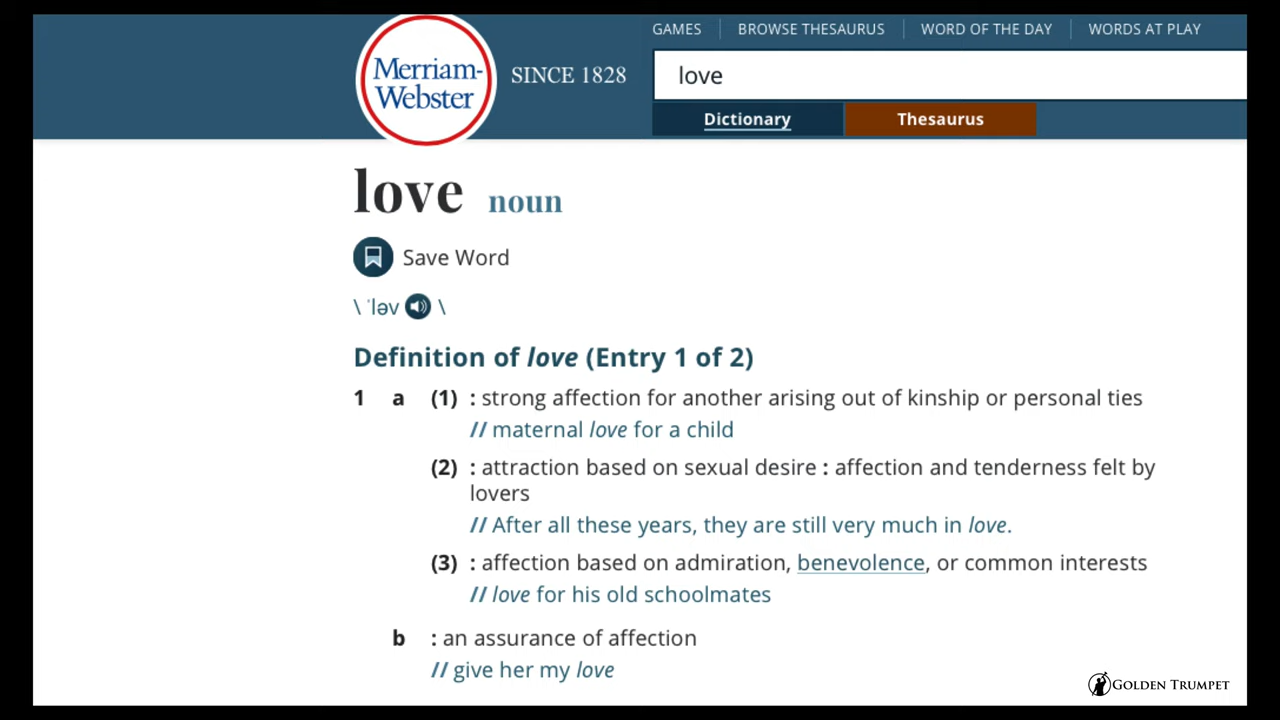 GAMES BROWSE THESAURUS WORD OF THE DAY WORDS AT PLAY
Merriam-
Webster
SINCE 1828
love
Dictionary Thesaurus
love noun
Save Word
\ ˈləv \
Definition of love (Entry 1 of 2)
1 a (1) : strong affection for another arising out of kinship or personal ties
// maternal love for a child
(2) : attraction based on sexual desire : affection and tenderness felt by
lovers
// After all these years, they are still very much in love.
(3) : affection based on admiration, benevolence, or common interests
// love for his old schoolmates
b : an assurance of affection
// give her my love
GOLDEN TRUMPET